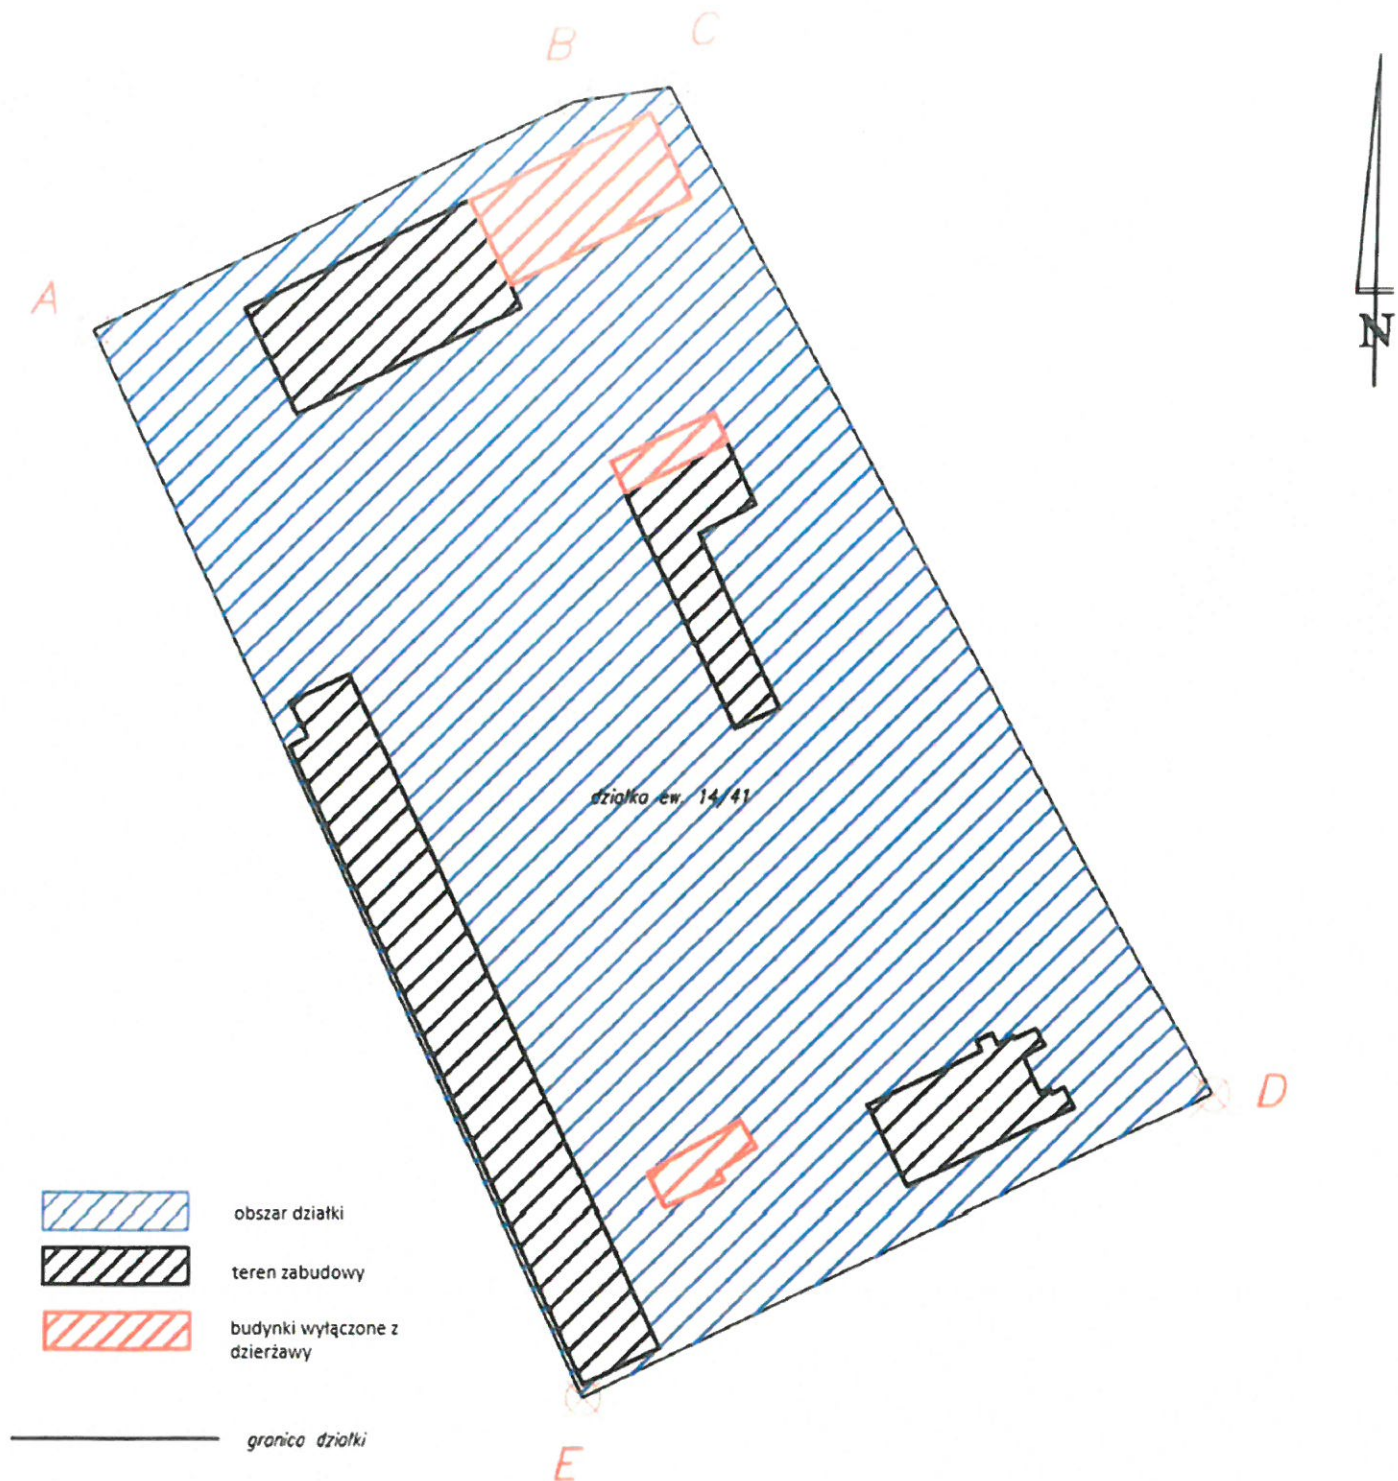 B C
A
N
działka ew. 14/41
D
obszar działki
teren zabudowy
budynki wyłączone z
dzierżawy
granica działki
E